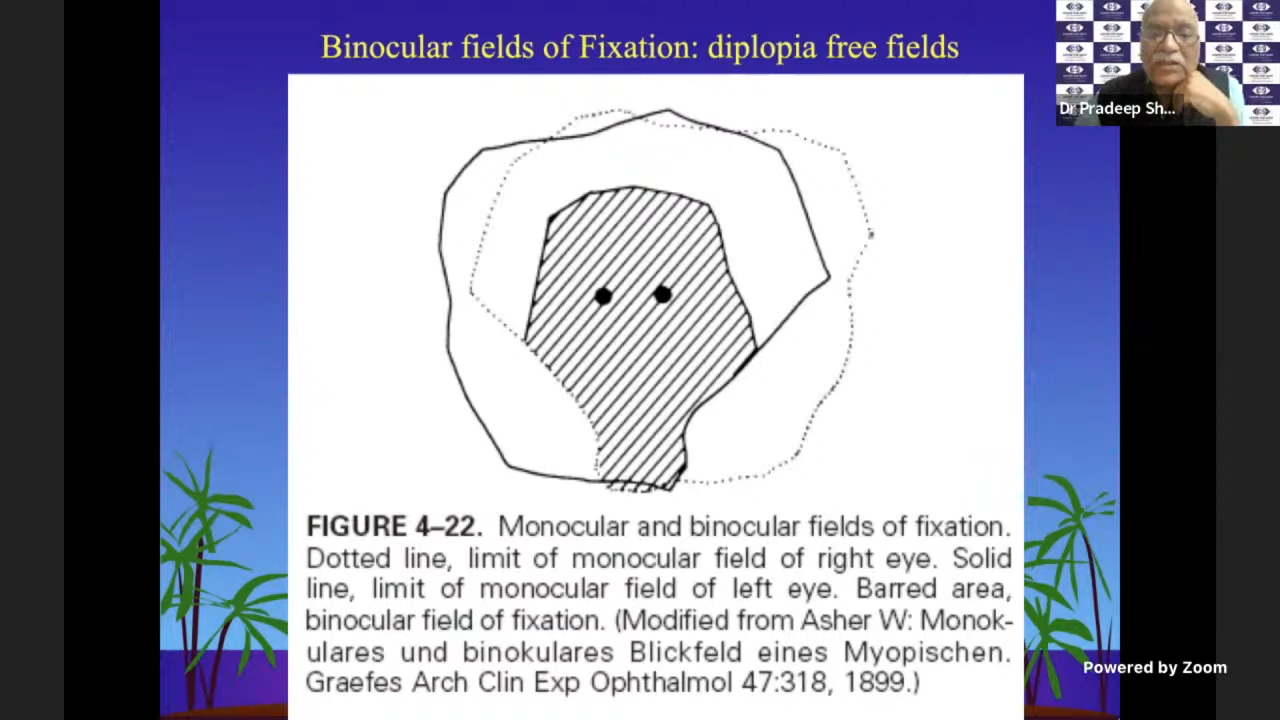 Binocular fields of Fixation: diplopia free fields
Dr Pradeep Sh...
FIGURE 4–22. Monocular and binocular fields of fixation.
Dotted line, limit of monocular field of right eye. Solid
line, limit of monocular field of left eye. Barred area,
binocular field of fixation. (Modified from Asher W: Monok-
ulares und binokulares Blickfeld eines Myopischen.
Graefes Arch Clin Exp Ophthalmol 47:318, 1899.)
Powered by Zoom